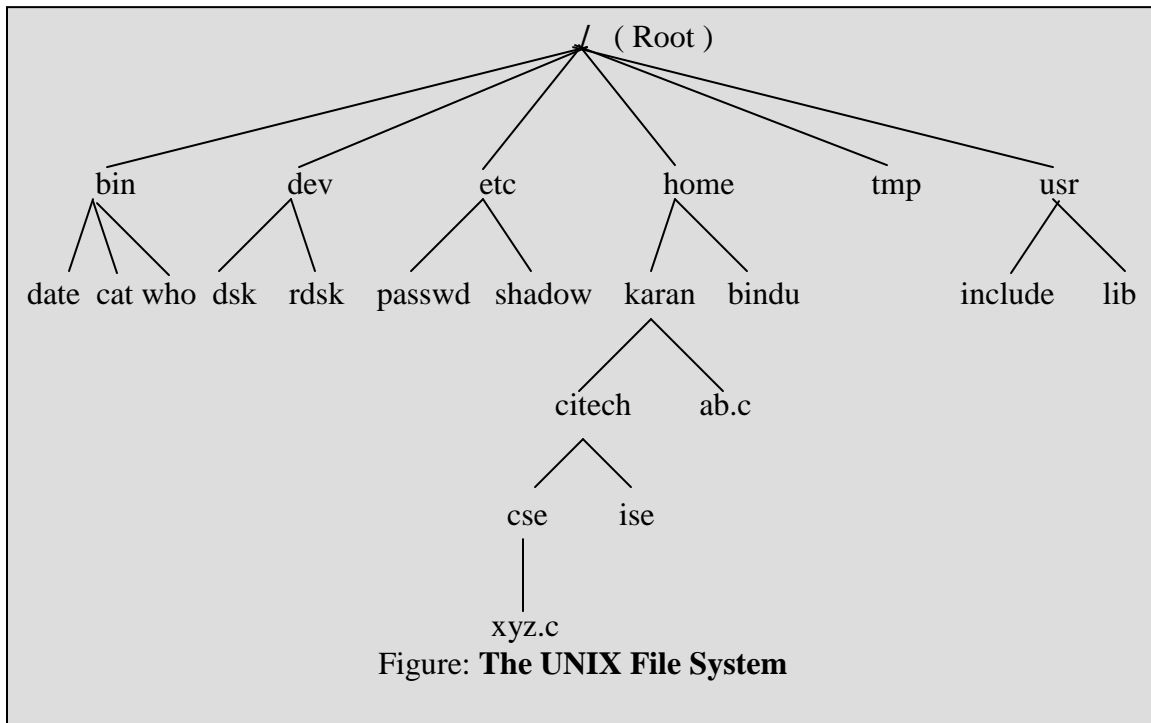 / ( Root )
bin dev etc home tmp usr
date cat who dsk rdsk passwd shadow karan bindu include lib
citech ab.c
cse ise
xyz.c
Figure: The UNIX File System